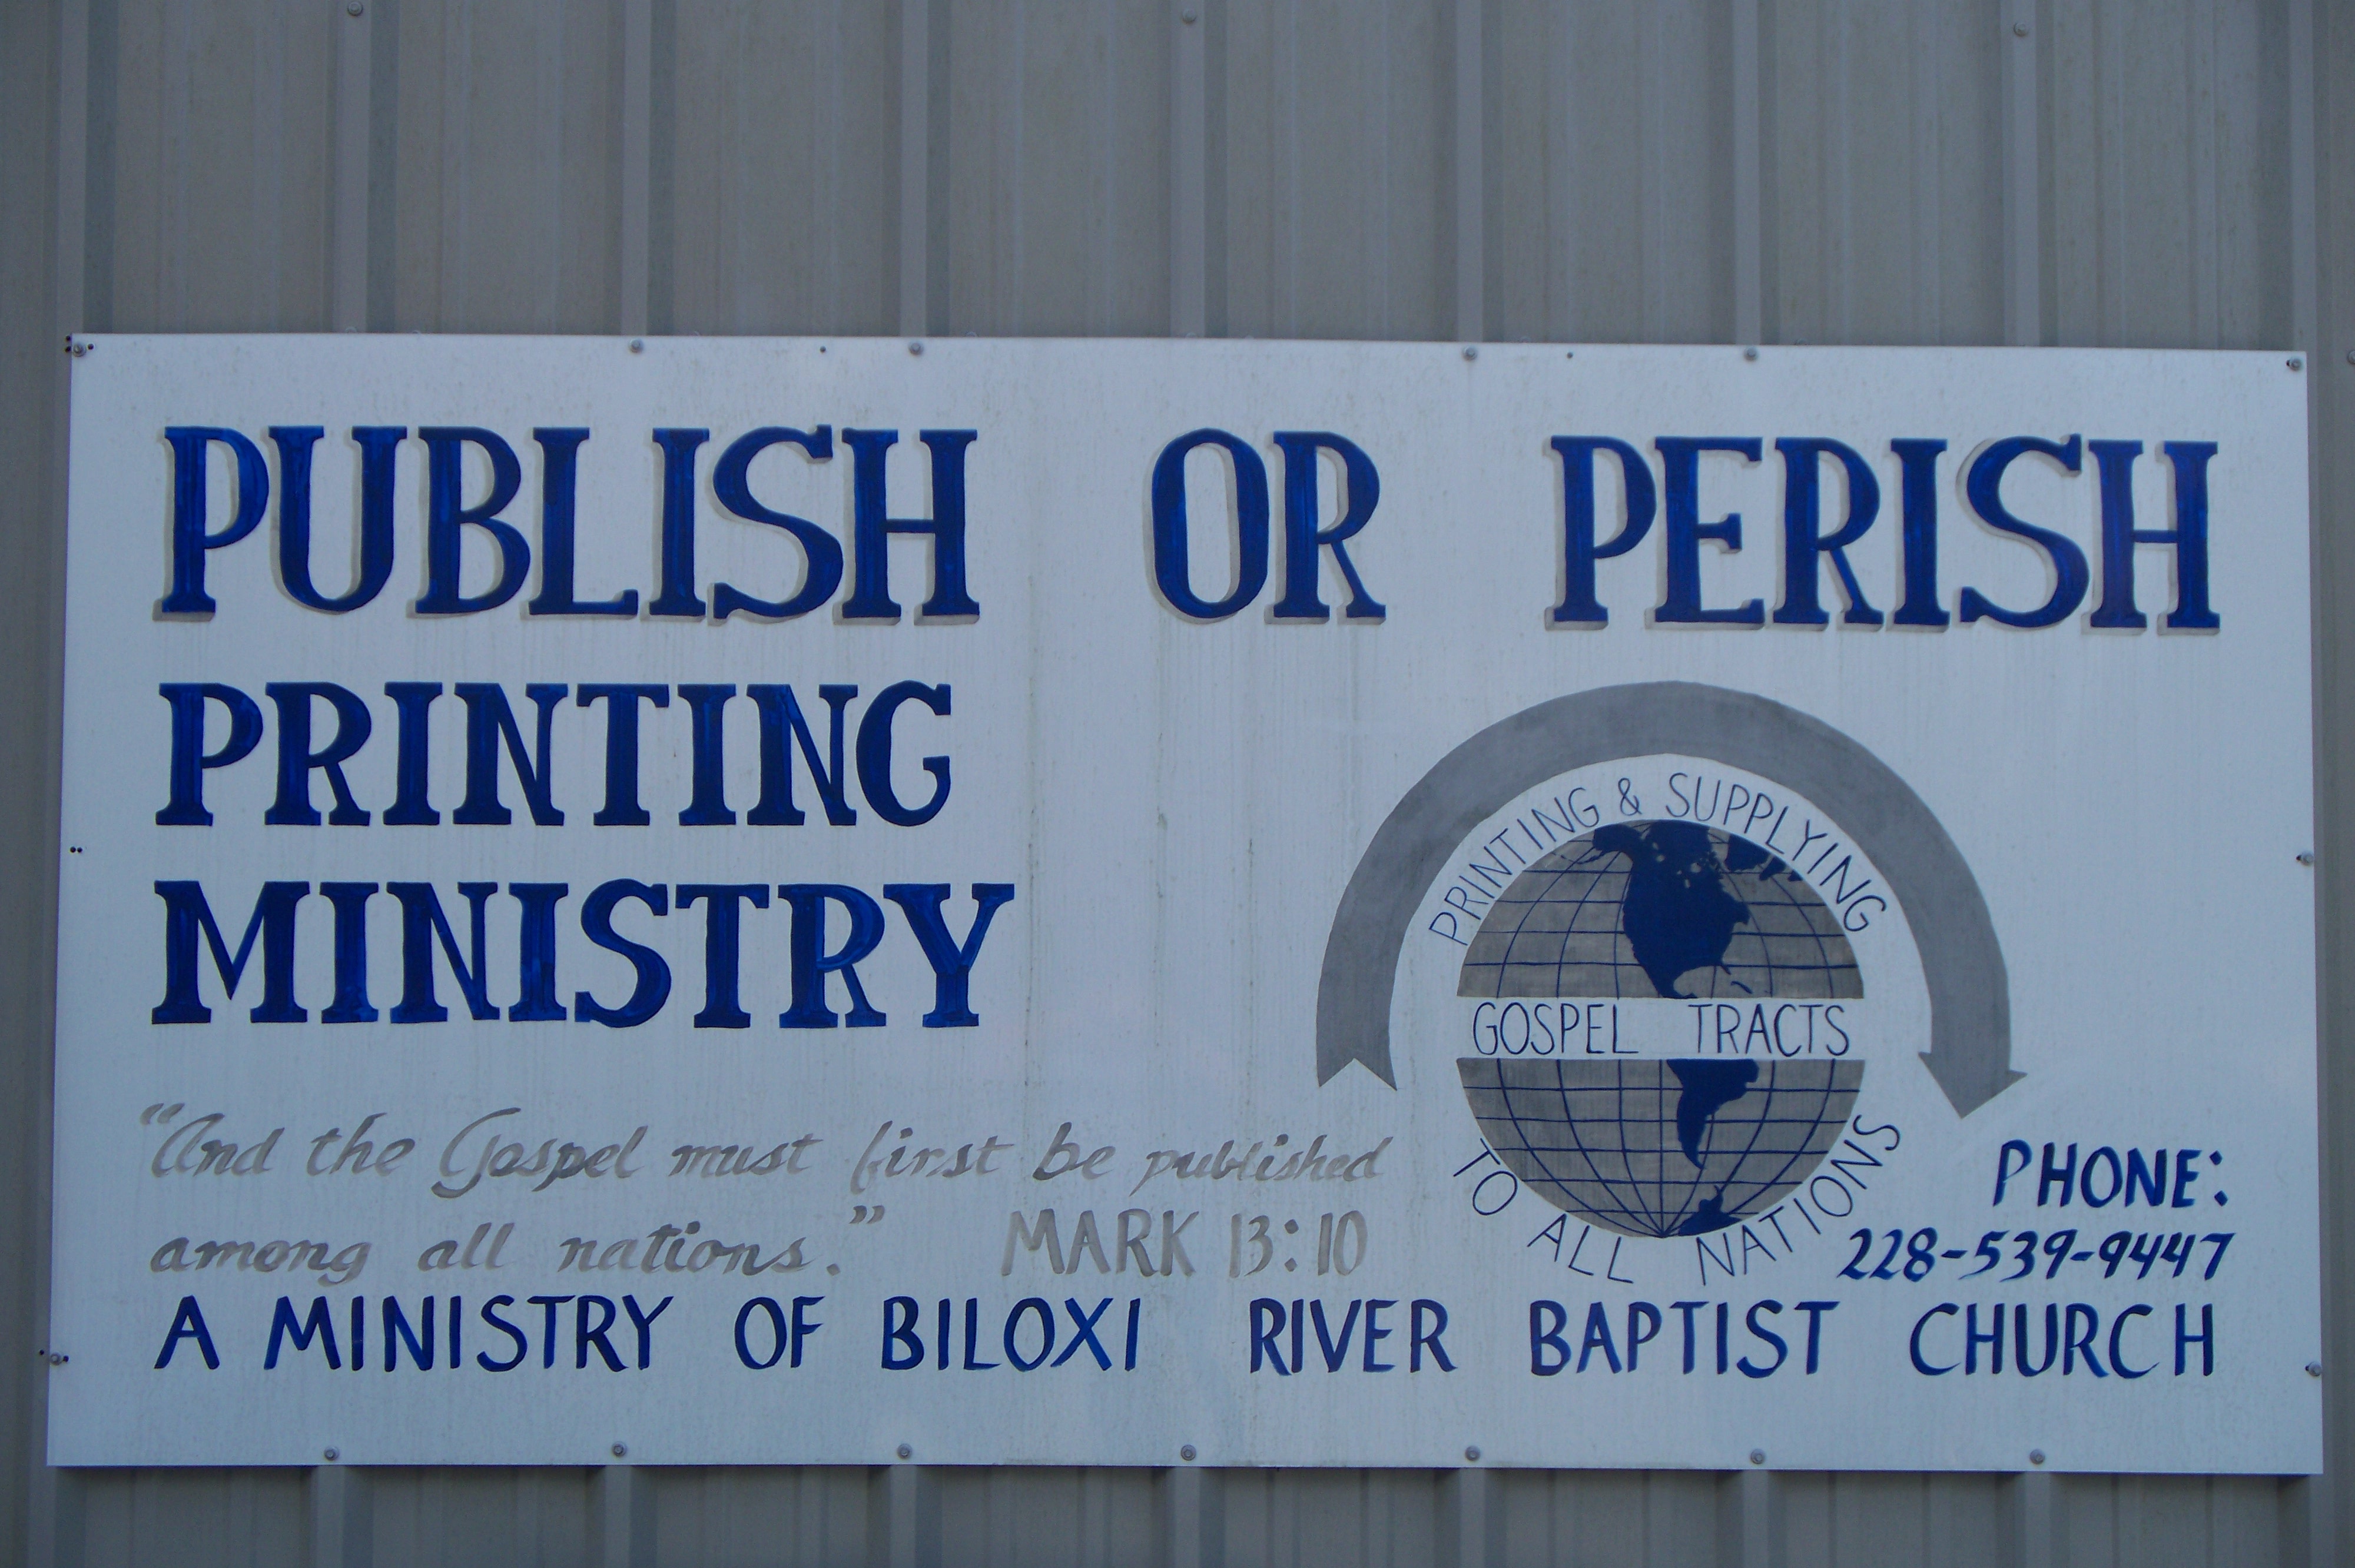 PUBLISH OR PERISH
PRINTING
MINISTRY
"And the Gospel must first be published
among all nations." MARK 13:10
PRINTING & SUPPLYING
GOSPEL TRACTS
TO ALL NATIONS
PHONE:
228-539-9447
A MINISTRY OF BILOXI RIVER BAPTIST CHURCH